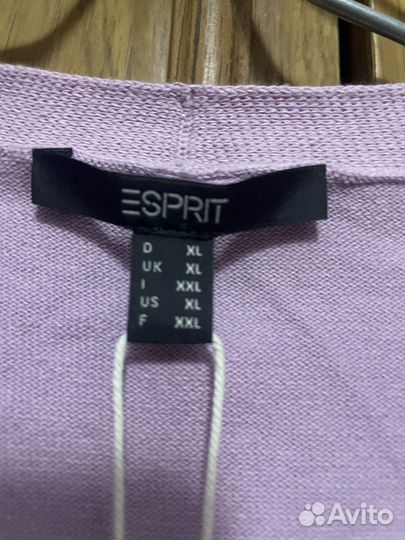 ESPRIT
D XL
UK XL
I XXL
US XL
F XXL
Avito